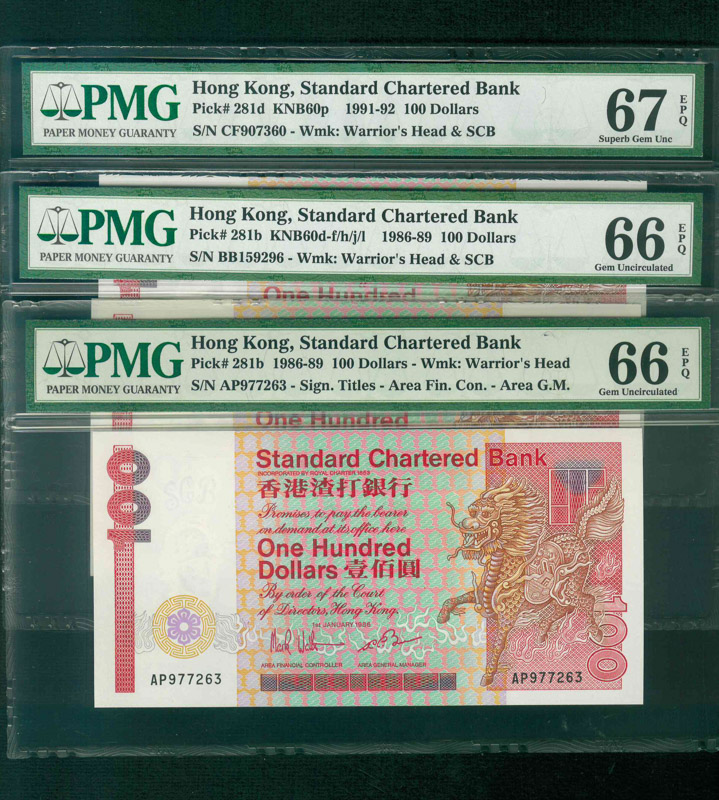 PMG
PAPER MONEY GUARANTY
Hong Kong, Standard Chartered Bank
Pick# 281d KNB60p 1991-92 100 Dollars
S/N CF907360 - Wmk: Warrior's Head & SCB
67 EPQ
Superb Gem Unc
PMG
PAPER MONEY GUARANTY
Hong Kong, Standard Chartered Bank
Pick# 281b KNB60d-f/h/j/l 1986-89 100 Dollars
S/N BB159296 - Wmk: Warrior's Head & SCB
66 EPQ
Gem Uncirculated
One Hundred
PMG
PAPER MONEY GUARANTY
Hong Kong, Standard Chartered Bank
Pick# 281b 1986-89 100 Dollars - Wmk: Warrior's Head
S/N AP977263 - Sign. Titles - Area Fin. Con. - Area G.M.
66 EPQ
Gem Uncirculated
One Hundred
100
Standard Chartered Bank
INCORPORATED BY ROYAL CHARTER 1853
香港渣打銀行
Promises to pay the bearer
on demand at its office here
One Hundred
Dollars 壹佰圓
By order of the Court
of Directors, Hong Kong.
1st JANUARY 1986
AREA FINANCIAL CONTROLLER AREA GENERAL MANAGER
100
AP977263
AP977263